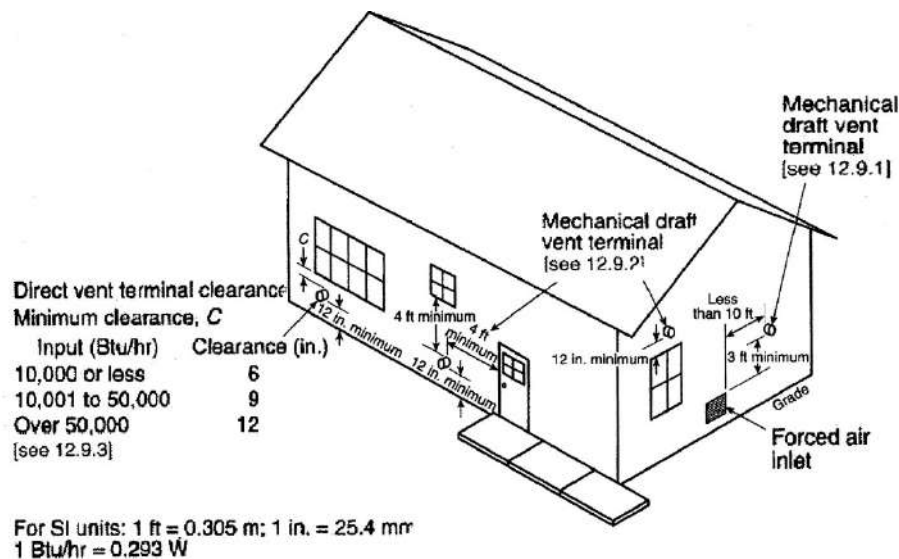 Mechanical
draft vent
terminal
[see 12.9.1]
Mechanical draft
vent terminal
[see 12.9.2]
C
Less
than 10 ft
Direct vent terminal clearance
Minimum clearance, C
Input (Btu/hr) Clearance (in.)
10,000 or less 6
10,001 to 50,000 9
Over 50,000 12
[see 12.9.3]
12 in. minimum
4 ft minimum
4 ft
minimum
12 in. minimum
12 in. minimum
3 ft minimum
Grade
Forced air
inlet
For SI units: 1 ft = 0.305 m; 1 in. = 25.4 mm
1 Btu/hr = 0.293 W